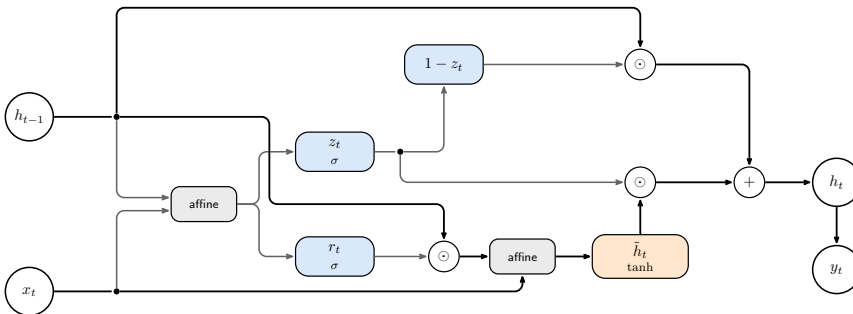 1 − z_t
⊙
h_{t−1}
z_t
σ
⊙
+
h_t
affine
r_t
σ
⊙
affine
h̃_t
tanh
y_t
x_t